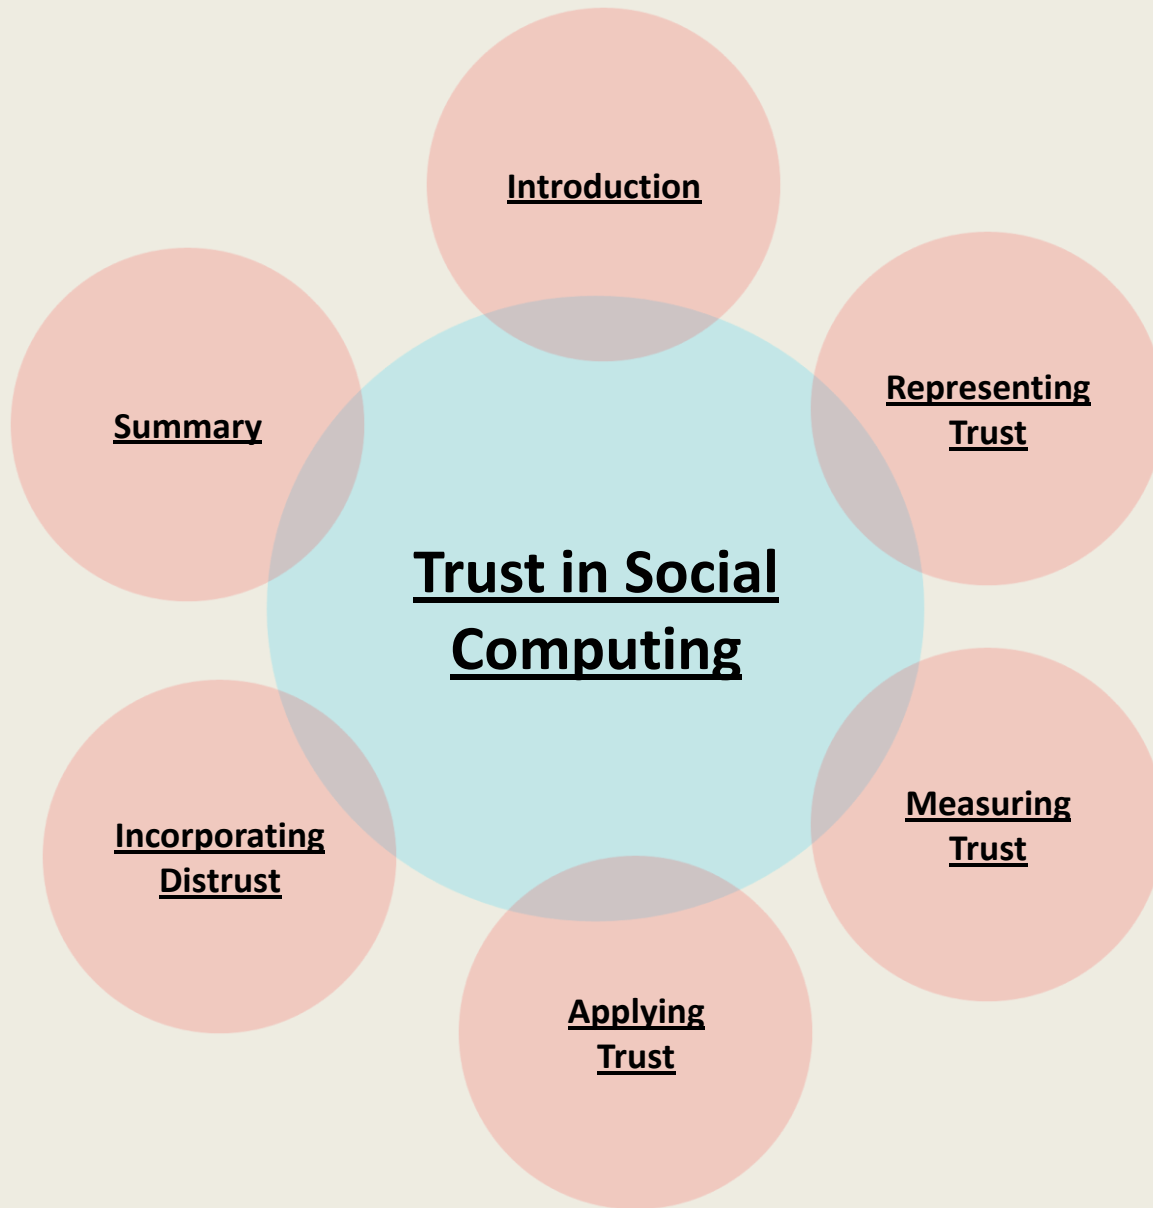 Introduction
Representing
Trust
Summary
Trust in Social
Computing
Measuring
Trust
Incorporating
Distrust
Applying
Trust